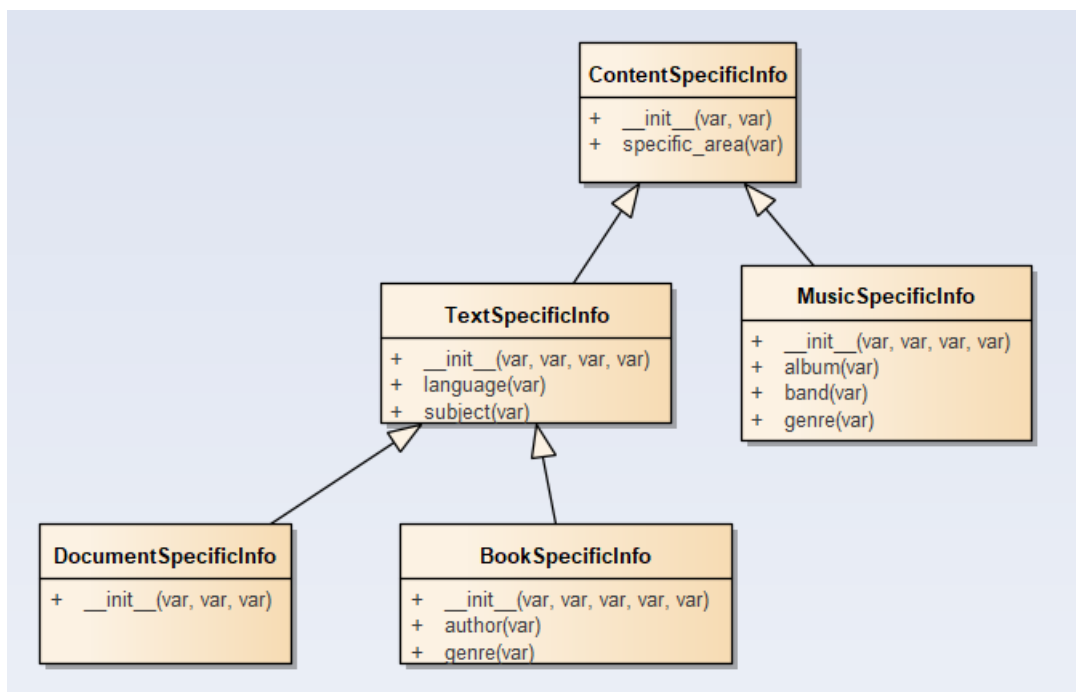 ContentSpecificInfo
+ __init__(var, var)
+ specific_area(var)
TextSpecificInfo
+ __init__(var, var, var, var)
+ language(var)
+ subject(var)
MusicSpecificInfo
+ __init__(var, var, var, var)
+ album(var)
+ band(var)
+ genre(var)
DocumentSpecificInfo
+ __init__(var, var, var)
BookSpecificInfo
+ __init__(var, var, var, var, var)
+ author(var)
+ genre(var)